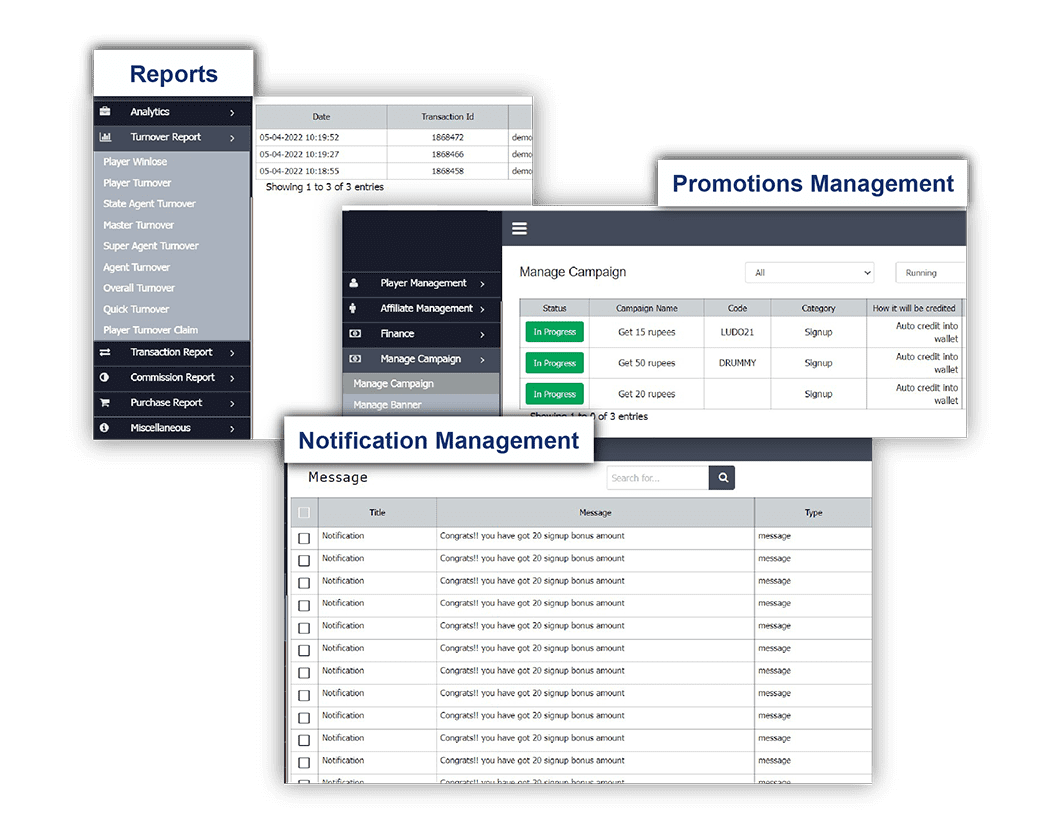 Reports
Analytics
Turnover Report
Player Winlose
Player Turnover
State Agent Turnover
Master Turnover
Super Agent Turnover
Agent Turnover
Overall Turnover
Quick Turnover
Player Turnover Claim
Transaction Report
Commission Report
Purchase Report
Miscellaneous
Date Transaction Id
05-04-2022 10:19:52 1868472 demo
05-04-2022 10:19:27 1868466 demo
05-04-2022 10:18:55 1868458 demo
Showing 1 to 3 of 3 entries
Promotions Management
Player Management
Affiliate Management
Finance
Manage Campaign
Manage Campaign
Manage Banner
Manage Campaign All Running
Status Campaign Name Code Category How it will be credited
In Progress Get 15 rupees LUDO21 Signup Auto credit into
wallet
In Progress Get 50 rupees DRUMMY Signup Auto credit into
wallet
In Progress Get 20 rupees Signup Auto credit into
wallet
Showing 1 to 0 of 3 entries
Notification Management
Message Search for...
Title Message Type
Notification Congrats!! you have got 20 signup bonus amount message
Notification Congrats!! you have got 20 signup bonus amount message
Notification Congrats!! you have got 20 signup bonus amount message
Notification Congrats!! you have got 20 signup bonus amount message
Notification Congrats!! you have got 20 signup bonus amount message
Notification Congrats!! you have got 20 signup bonus amount message
Notification Congrats!! you have got 20 signup bonus amount message
Notification Congrats!! you have got 20 signup bonus amount message
Notification Congrats!! you have got 20 signup bonus amount message
Notification Congrats!! you have got 20 signup bonus amount message
Notification Congrats!! you have got 20 signup bonus amount message
Notification Congrats!! you have got 20 signup bonus amount message